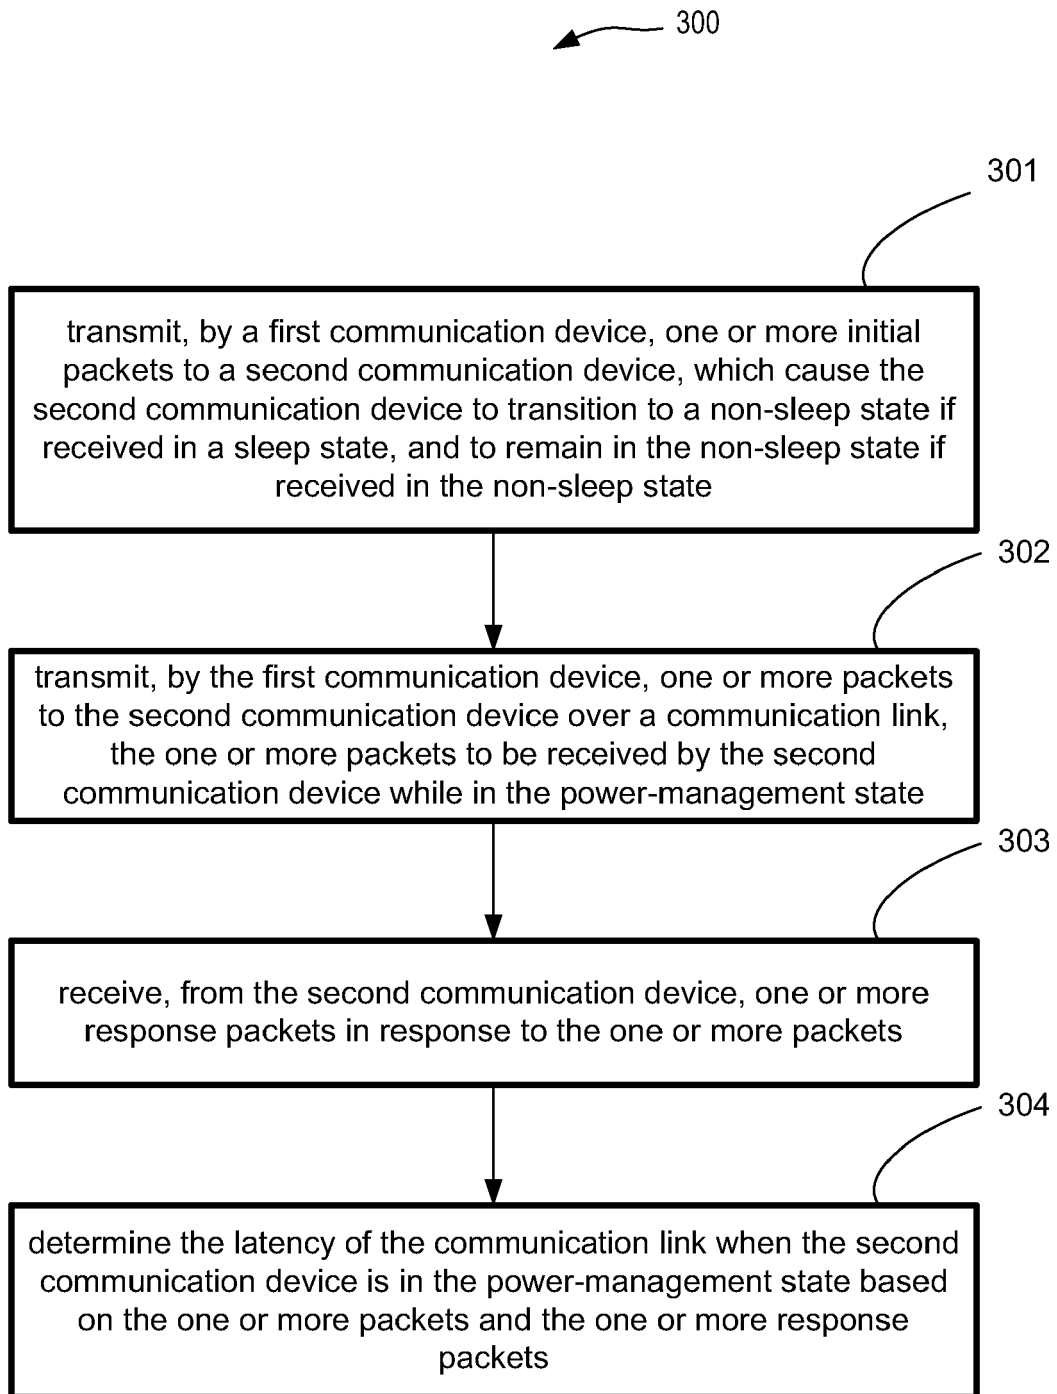 300
301
transmit, by a first communication device, one or more initial
packets to a second communication device, which cause the
second communication device to transition to a non-sleep state if
received in a sleep state, and to remain in the non-sleep state if
received in the non-sleep state
302
transmit, by the first communication device, one or more packets
to the second communication device over a communication link,
the one or more packets to be received by the second
communication device while in the power-management state
303
receive, from the second communication device, one or more
response packets in response to the one or more packets
304
determine the latency of the communication link when the second
communication device is in the power-management state based
on the one or more packets and the one or more response
packets